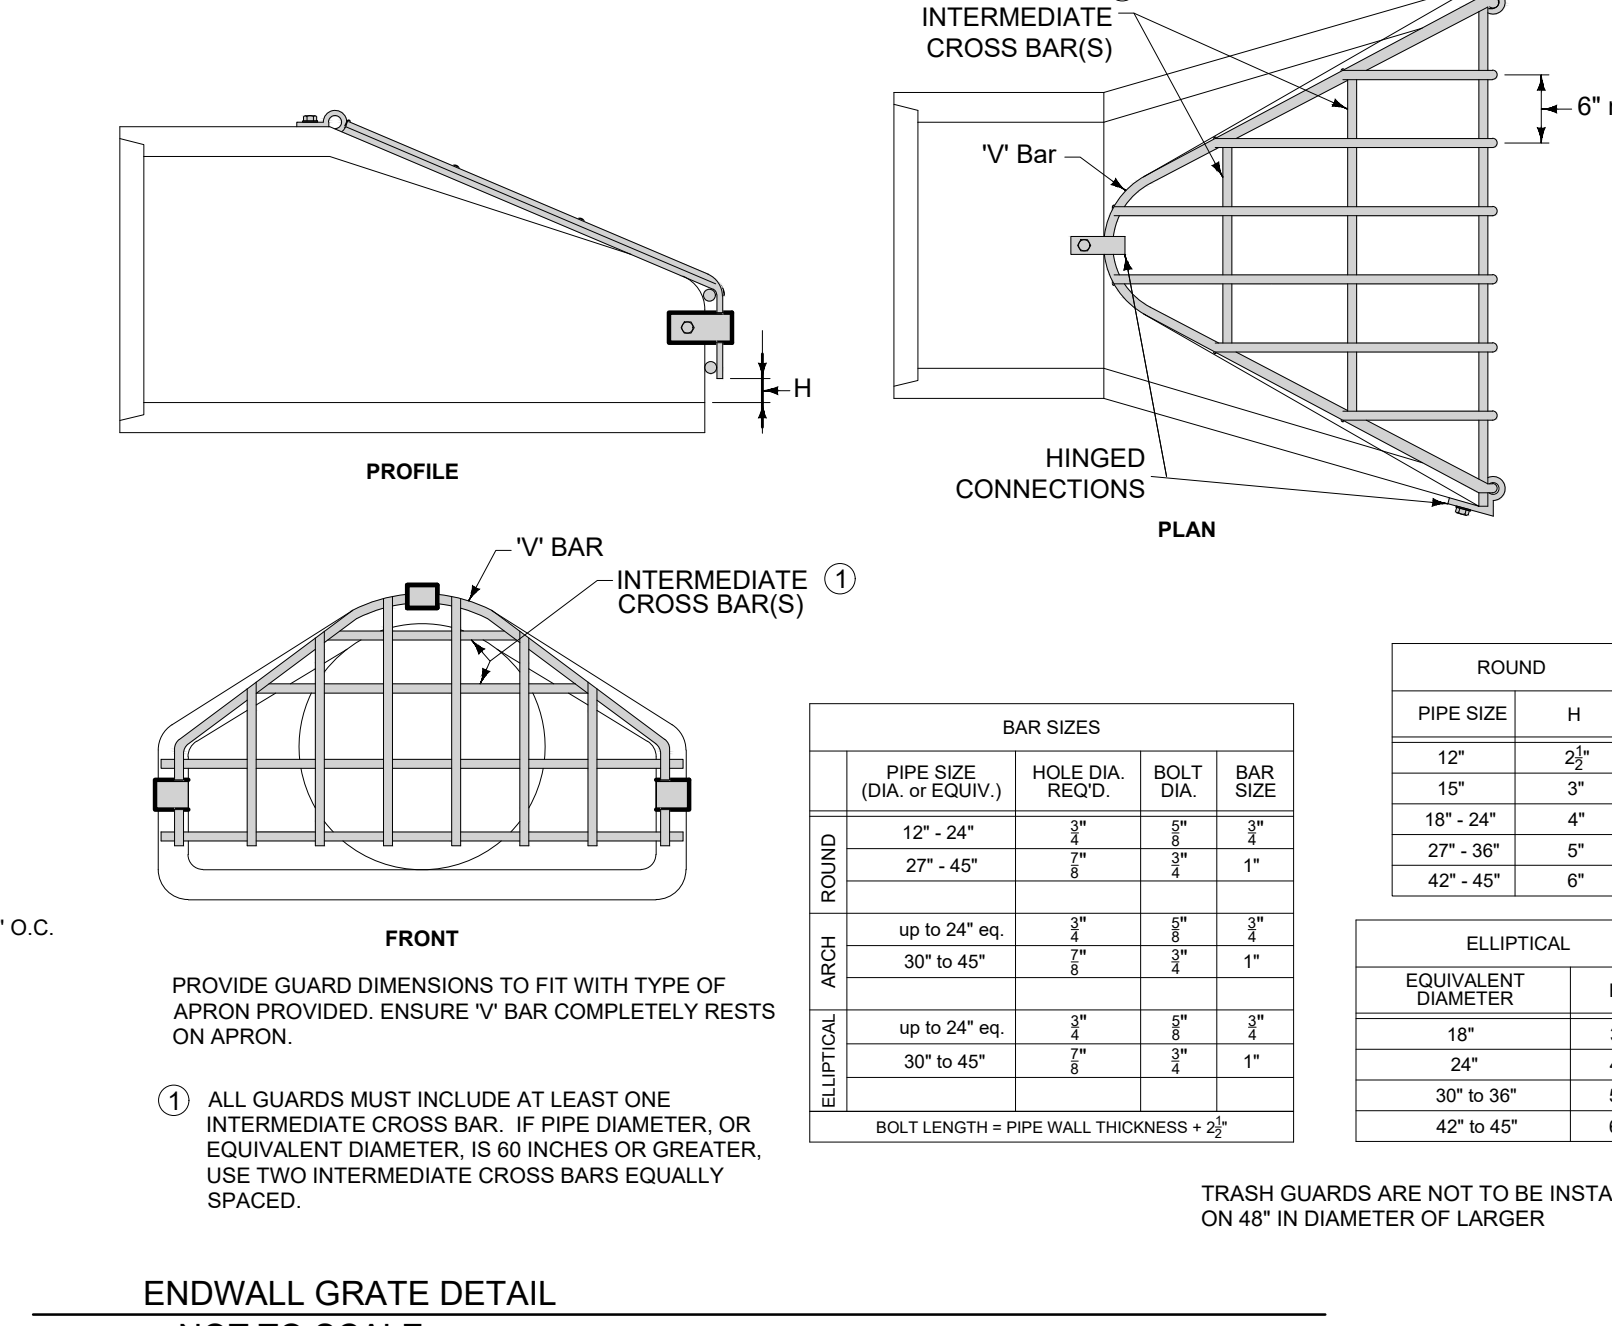 INTERMEDIATE
CROSS BAR(S)
'V' Bar
6"
H
PROFILE
HINGED
CONNECTIONS
PLAN
'V' BAR
INTERMEDIATE 1
CROSS BAR(S)
FRONT
" O.C.
PROVIDE GUARD DIMENSIONS TO FIT WITH TYPE OF
APRON PROVIDED. ENSURE 'V' BAR COMPLETELY RESTS
ON APRON.
1 ALL GUARDS MUST INCLUDE AT LEAST ONE
INTERMEDIATE CROSS BAR. IF PIPE DIAMETER, OR
EQUIVALENT DIAMETER, IS 60 INCHES OR GREATER,
USE TWO INTERMEDIATE CROSS BARS EQUALLY
SPACED.
BAR SIZES
PIPE SIZE (DIA. or EQUIV.) HOLE DIA. REQ'D. BOLT DIA. BAR SIZE
ROUND
12" - 24" 3/4" 5/8" 3/4"
27" - 45" 7/8" 3/4" 1"
ARCH
up to 24" eq. 3/4" 5/8" 3/4"
30" to 45" 7/8" 3/4" 1"
ELLIPTICAL
up to 24" eq. 3/4" 5/8" 3/4"
30" to 45" 7/8" 3/4" 1"
BOLT LENGTH = PIPE WALL THICKNESS + 2 1/2"
ROUND
PIPE SIZE H
12" 2 1/2"
15" 3"
18" - 24" 4"
27" - 36" 5"
42" - 45" 6"
ELLIPTICAL
EQUIVALENT
DIAMETER
18"
24"
30" to 36"
42" to 45"
TRASH GUARDS ARE NOT TO BE INSTA
ON 48" IN DIAMETER OF LARGER
ENDWALL GRATE DETAIL
NOT TO SCALE